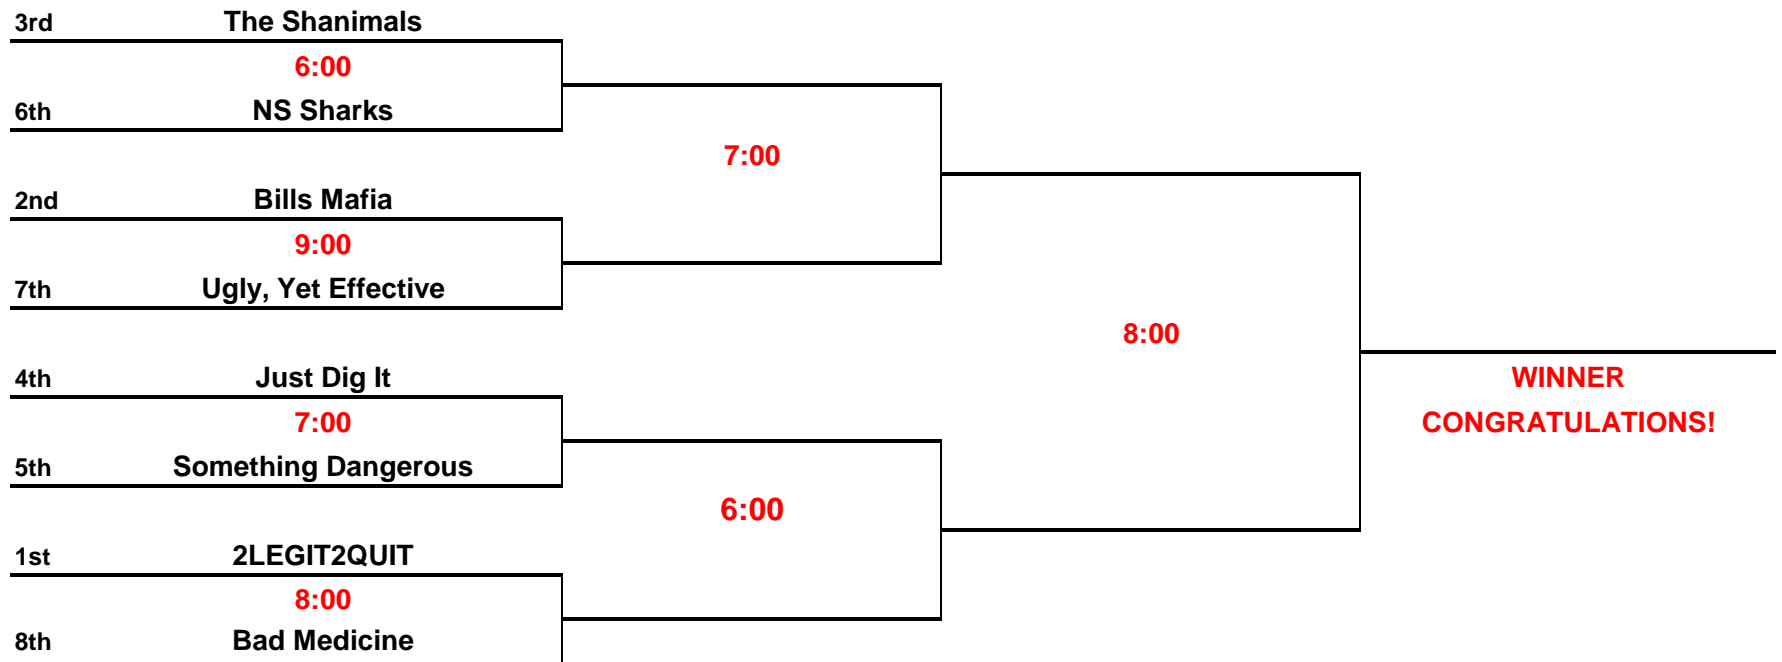 3rd The Shanimals
6:00
6th NS Sharks
7:00
2nd Bills Mafia
9:00
7th Ugly, Yet Effective
8:00
4th Just Dig It
WINNER
7:00
CONGRATULATIONS!
5th Something Dangerous
6:00
1st 2LEGIT2QUIT
8:00
8th Bad Medicine